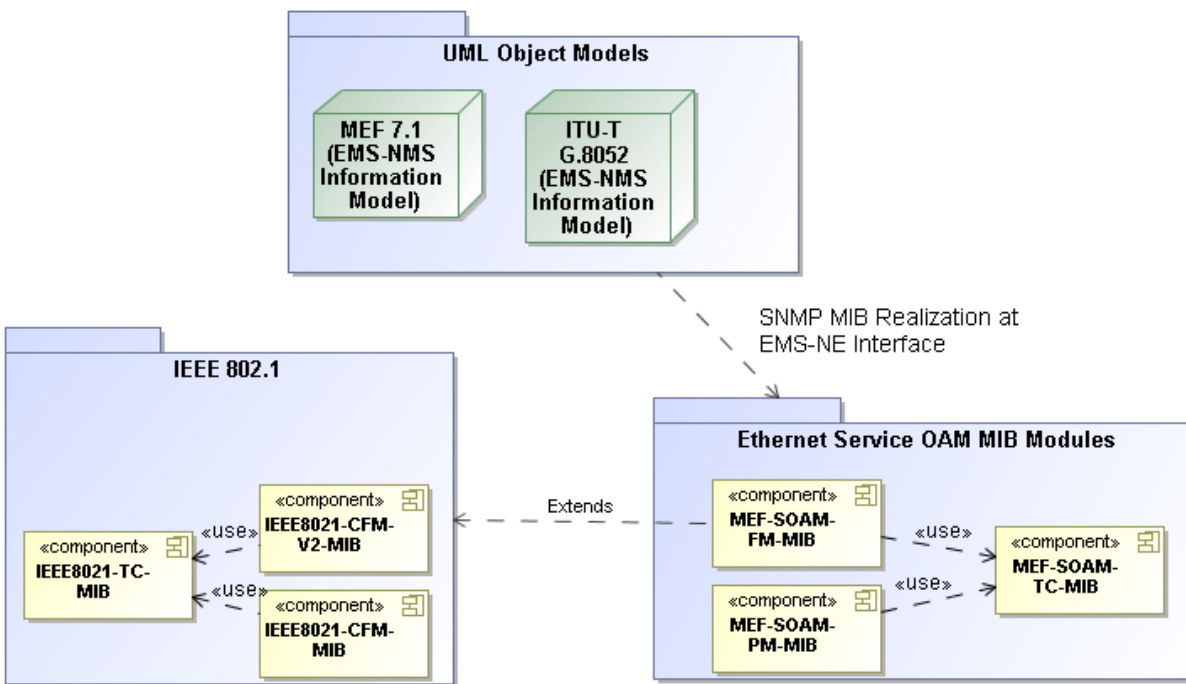 UML Object Models
MEF 7.1
(EMS-NMS
Information
Model)
ITU-T
G.8052
(EMS-NMS
Information
Model)
SNMP MIB Realization at
EMS-NE Interface
IEEE 802.1
«component»
IEEE8021-TC-
MIB
«use»
«component»
IEEE8021-CFM-
V2-MIB
«use»
«component»
IEEE8021-CFM-
MIB
Extends
Ethernet Service OAM MIB Modules
«component»
MEF-SOAM-
FM-MIB
«use»
«component»
MEF-SOAM-
TC-MIB
«use»
«component»
MEF-SOAM-
PM-MIB